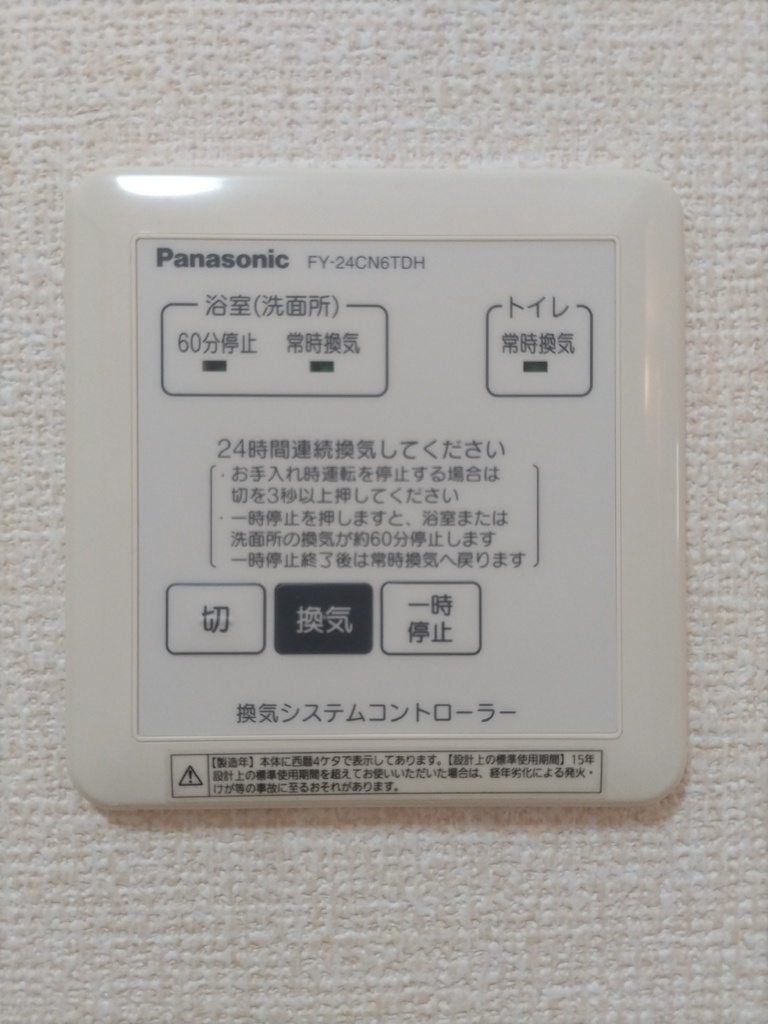 Panasonic FY-24CN6TDH
浴室(洗面所) トイレ
60分停止 常時換気 常時換気
24時間連続換気してください
・お手入れ時運転を停止する場合は
切を3秒以上押してください
・一時停止を押しますと、浴室または
洗面所の換気が約60分停止します
一時停止終了後は常時換気へ戻ります
切 換気 一時
停止
換気システムコントローラー
【製造年】本体に西暦4ケタで表示してあります。【設計上の標準使用期間】15年
設計上の標準使用期間を超えてお使いいただいた場合は、経年劣化による発火・
けが等の事故に至るおそれがあります。